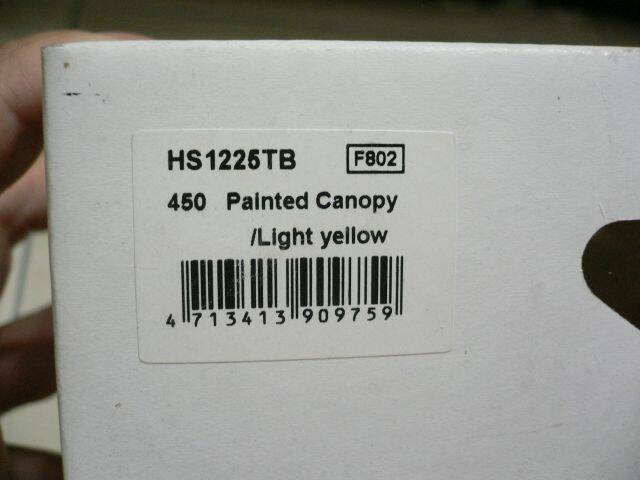 HS1225TB F802
450 Painted Canopy
/Light yellow
4 713413 909759